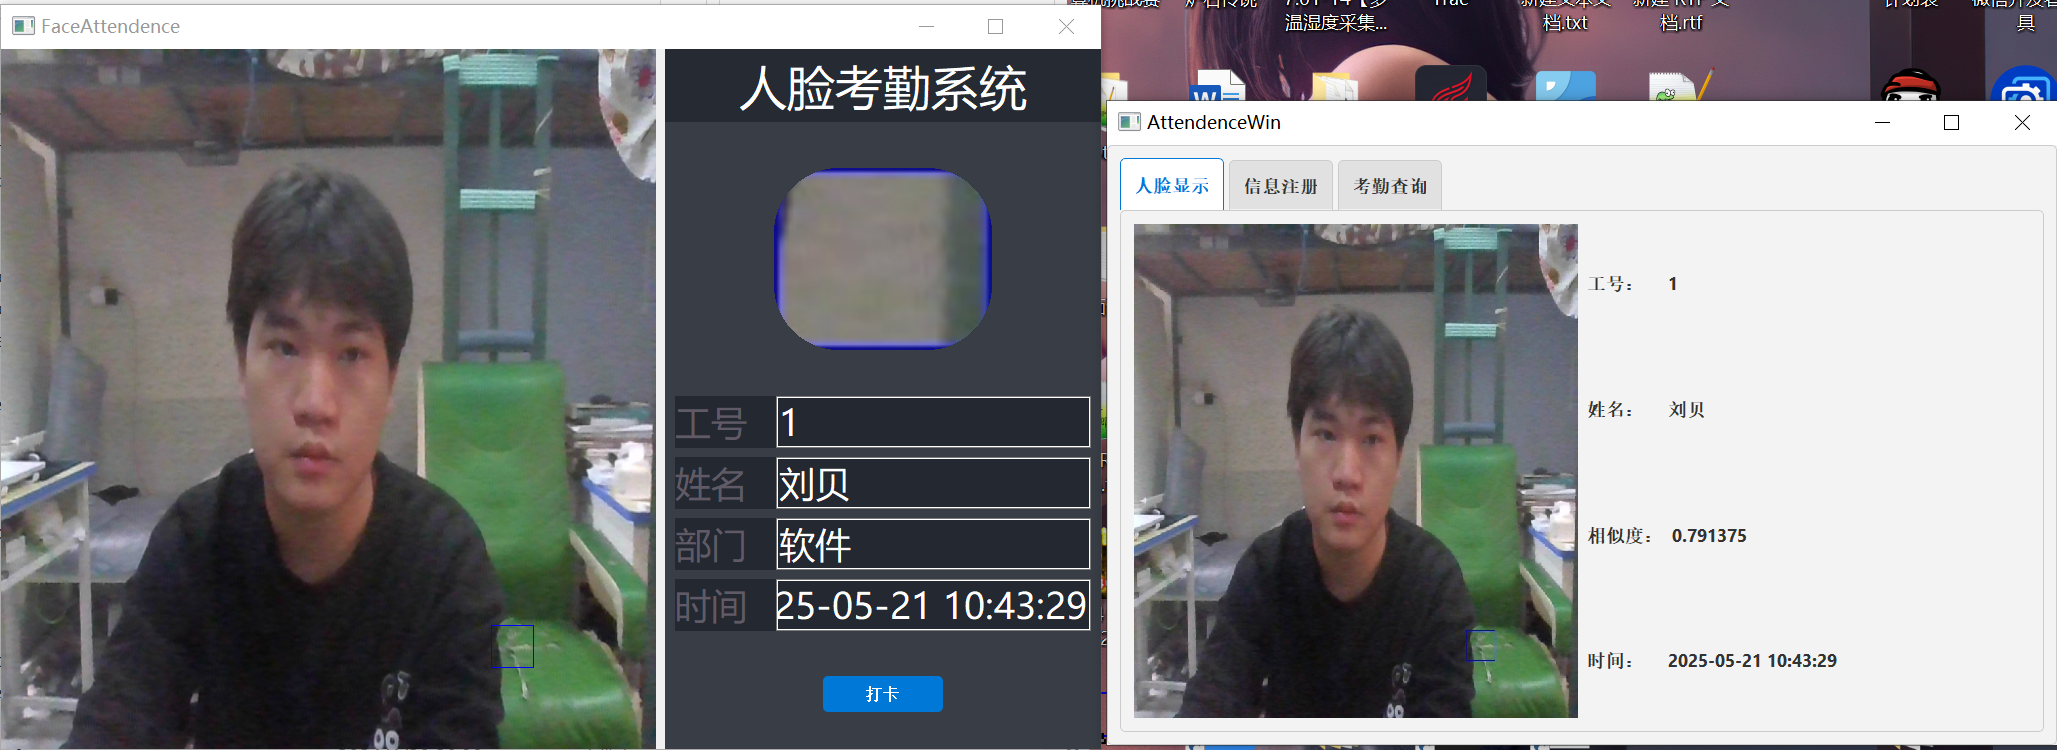 FaceAttendence
人脸考勤系统
工号
1
姓名
刘贝
部门
软件
时间
25-05-21 10:43:29
打卡
温湿度采集...
档.txt
档.rtf
具
AttendenceWin
人脸显示
信息注册
考勤查询
工号：
1
姓名：
刘贝
相似度：
0.791375
时间：
2025-05-21 10:43:29